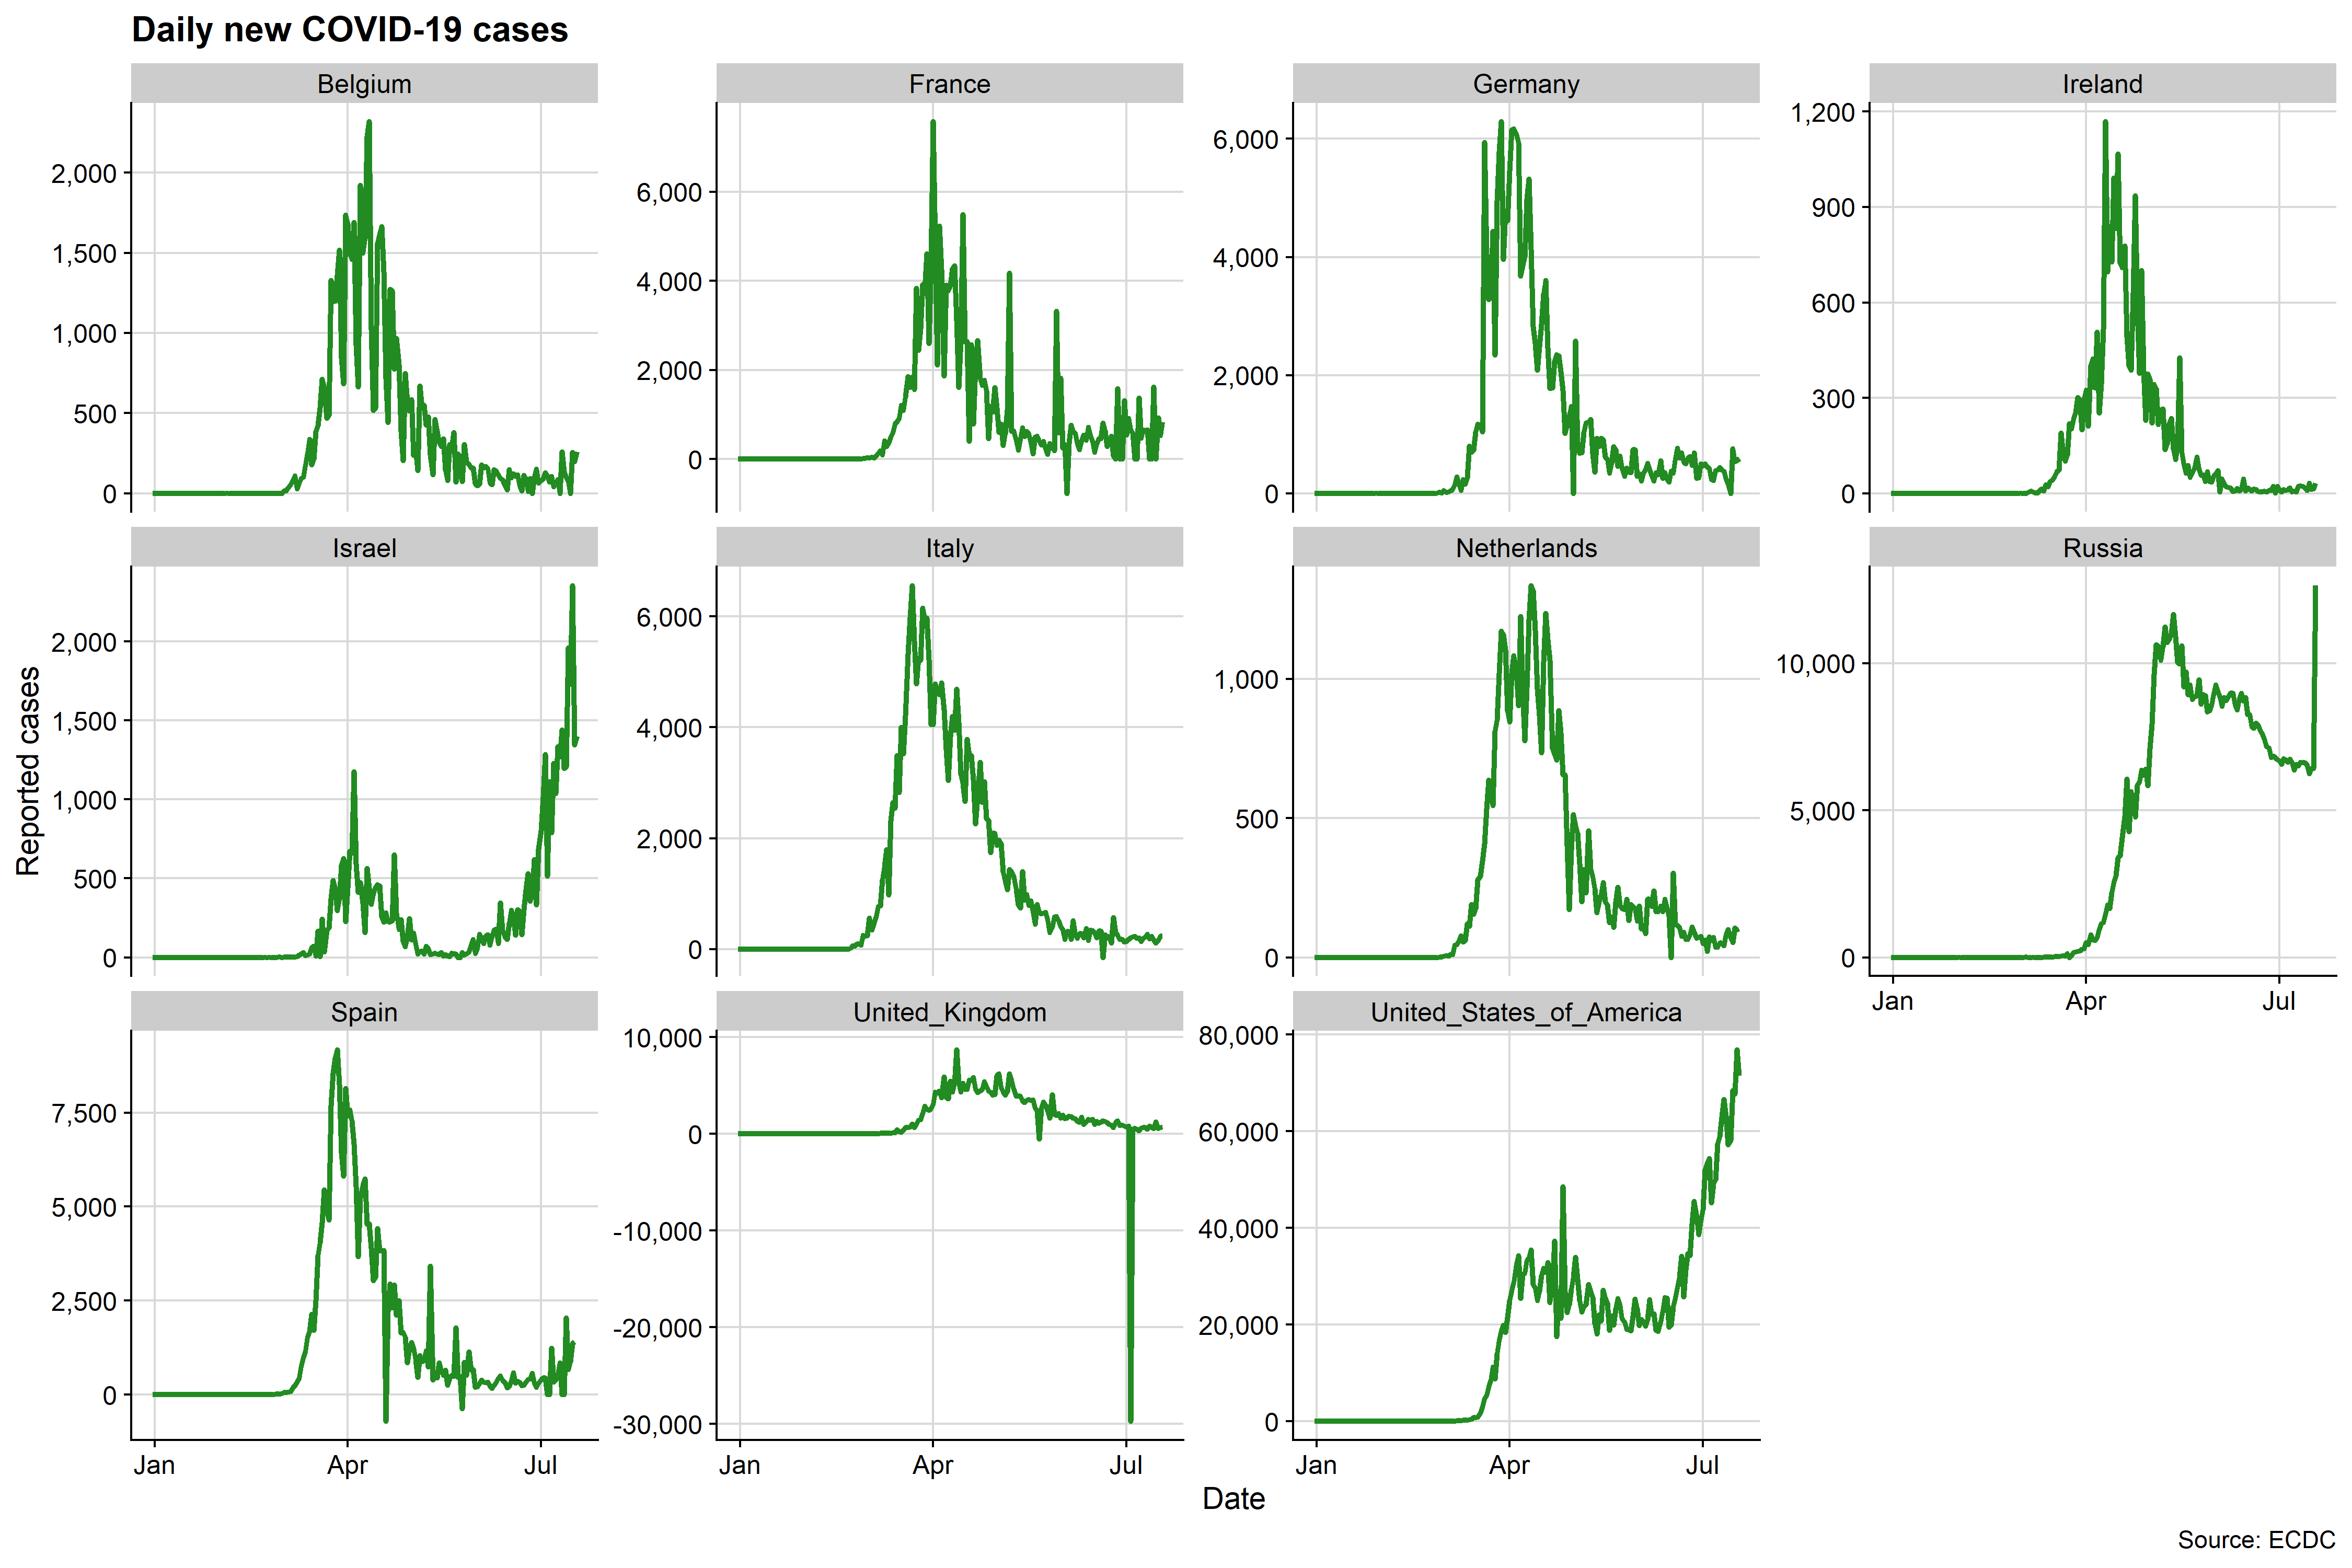 Daily new COVID-19 cases
Belgium
France
Germany
Ireland
2,000
1,500
1,000
500
0
6,000
4,000
2,000
0
6,000
4,000
2,000
0
1,200
900
600
300
0
Israel
Italy
Netherlands
Russia
2,000
1,500
1,000
500
0
6,000
4,000
2,000
0
1,000
500
0
10,000
5,000
0
Jan Apr Jul
Reported cases
Spain
United_Kingdom
United_States_of_America
7,500
5,000
2,500
0
10,000
0
-10,000
-20,000
-30,000
80,000
60,000
40,000
20,000
0
Jan Apr Jul
Jan Apr Jul
Jan Apr Jul
Date
Source: ECDC